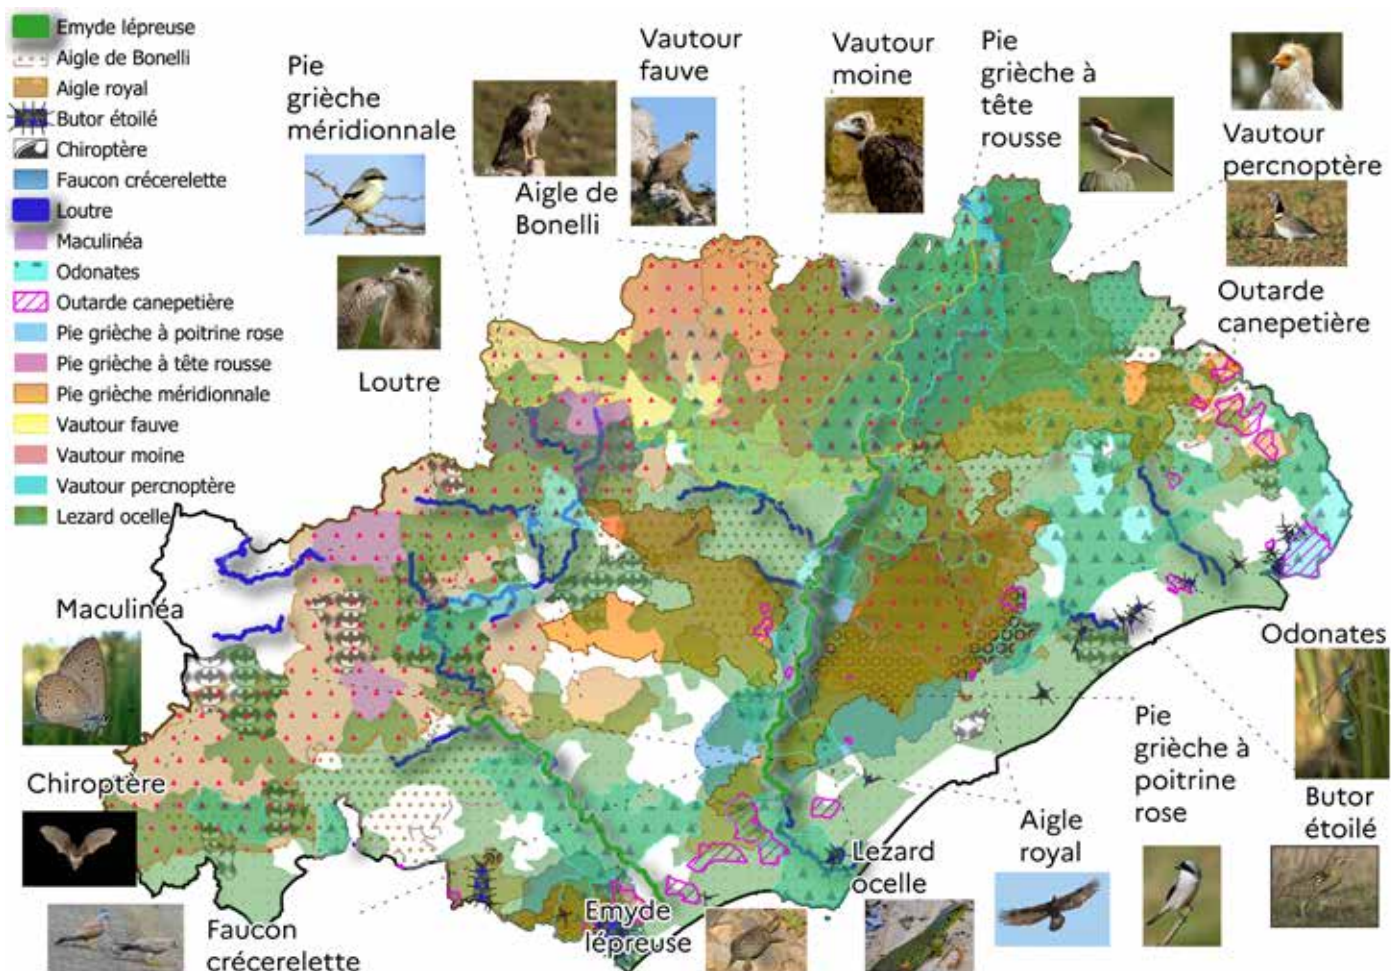 Emyde lépreuse
Aigle de Bonelli
Aigle royal
Butor étoilé
Chiroptère
Faucon crécerelette
Loutre
Maculinéa
Odonates
Outarde canepetière
Pie grièche à poitrine rose
Pie grièche à tête rousse
Pie grièche méridionnale
Vautour fauve
Vautour moine
Vautour percnoptère
Lezard ocelle
Pie
grièche
méridionnale
Aigle de
Bonelli
Vautour
fauve
Vautour
moine
Pie
grièche à
tête
rousse
Vautour
percnoptère
Outarde
canepetière
Loutre
Maculinéa
Chiroptère
Faucon
crécerelette
Emyde
lépreuse
Lezard
ocelle
Aigle
royal
Pie
grièche à
poitrine
rose
Odonates
Butor
étoilé